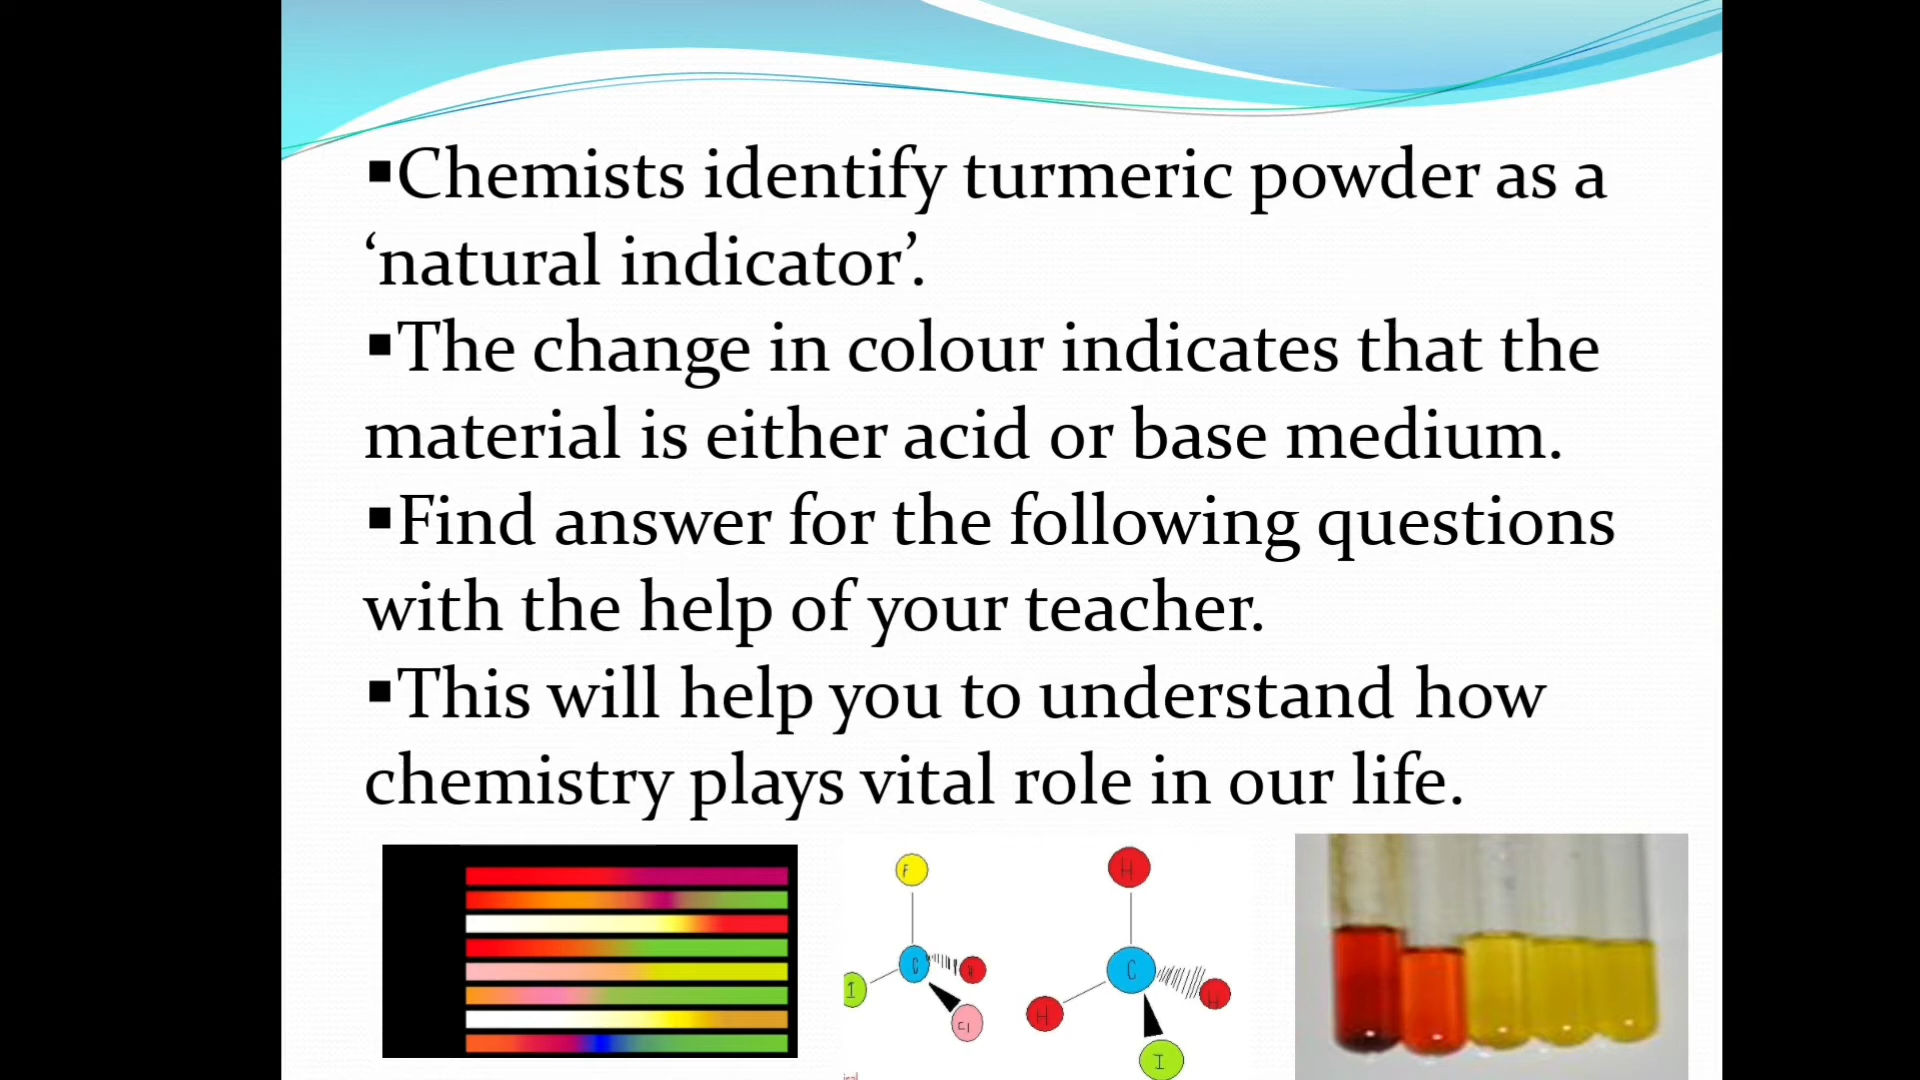 ▪Chemists identify turmeric powder as a
‘natural indicator’.
▪The change in colour indicates that the
material is either acid or base medium.
▪Find answer for the following questions
with the help of your teacher.
▪This will help you to understand how
chemistry plays vital role in our life.
F
C
I
Cl
H
C
H
H
I